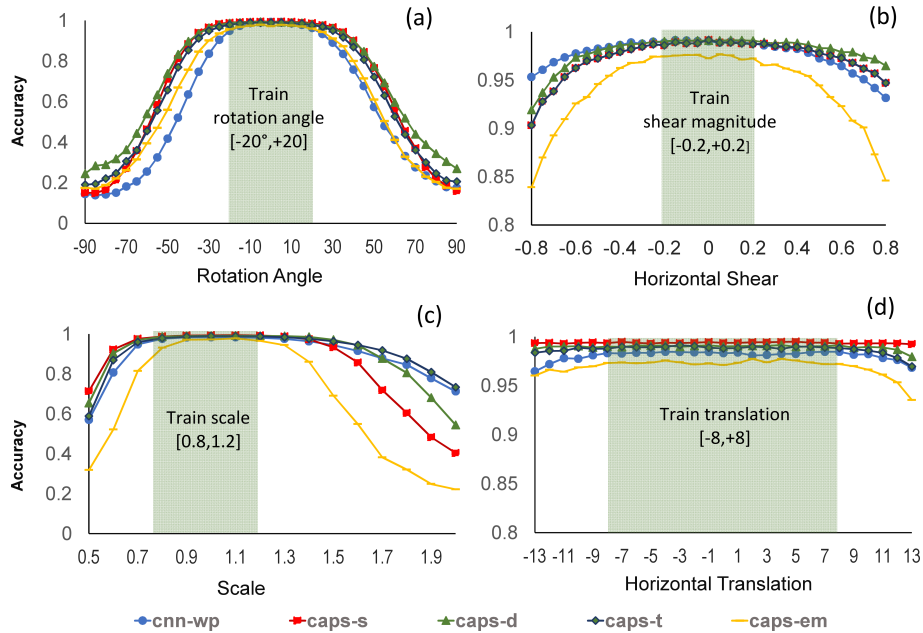 (a)
1
0.8
0.6
0.4
0.2
0
Accuracy
Train
rotation angle
[-20°,+20]
-90 -70 -50 -30 -10 10 30 50 70 90
Rotation Angle
(b)
1
0.95
0.9
0.85
0.8
Train
shear magnitude
[-0.2,+0.2]
-0.8 -0.6 -0.4 -0.2 0 0.2 0.4 0.6 0.8
Horizontal Shear
(c)
1
0.8
0.6
0.4
0.2
0
Accuracy
Train scale
[0.8,1.2]
0.5 0.7 0.9 1.1 1.3 1.5 1.7 1.9
Scale
(d)
1
0.95
0.9
0.85
0.8
Train translation
[-8,+8]
-13 -11 -9 -7 -5 -3 -1 1 3 5 7 9 11 13
Horizontal Translation
cnn-wp caps-s caps-d caps-t caps-em